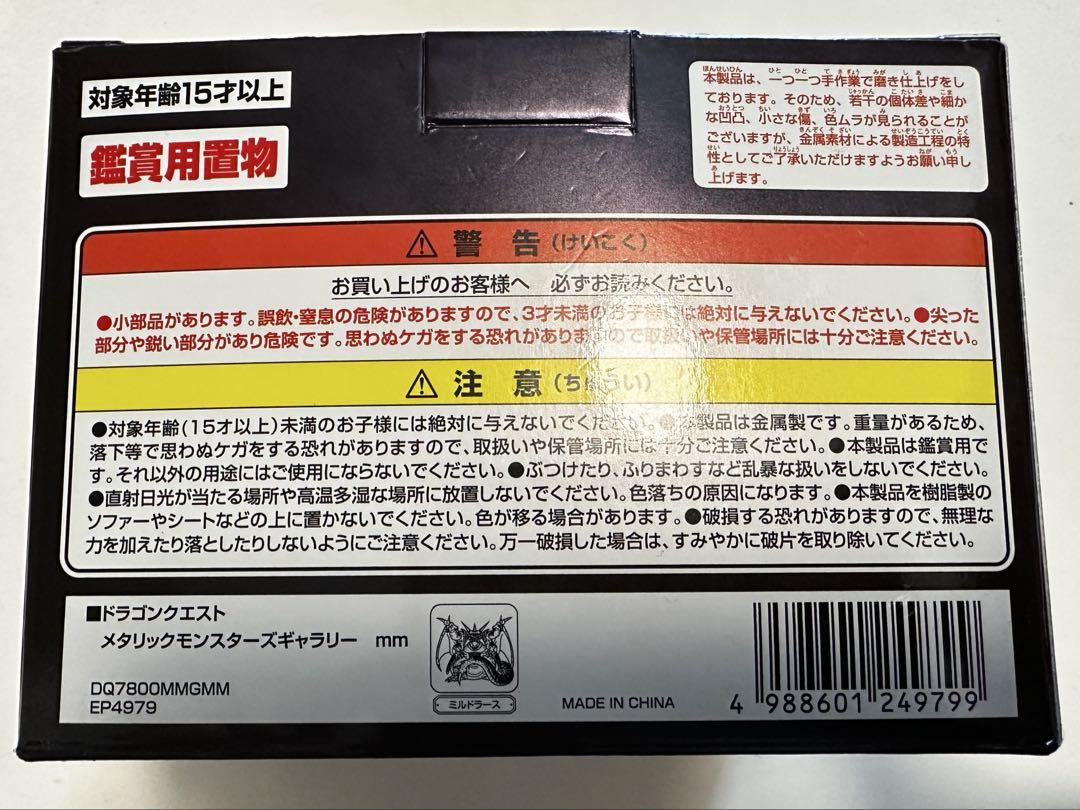 対象年齢15才以上
鑑賞用置物
本製品は、一つ一つ手作業で磨き仕上げをし
ております。そのため、若干の個体差や細か
な凹凸、小さな傷、色ムラが見られることが
ございますが、金属素材による製造工程の特
性としてご了承いただけますようお願い申し
上げます。
⚠ 警告(けいこく)
お買い上げのお客様へ 必ずお読みください。
●小部品があります。誤飲・窒息の危険がありますので、3才未満のお子様には絶対に与えないでください。●尖った
部分や鋭い部分があり危険です。思わぬケガをする恐れがありますので取扱いや保管場所には十分ご注意ください。
⚠ 注意(ちゅうい)
●対象年齢(15才以上)未満のお子様には絶対に与えないでください。●本製品は金属製です。重量があるため、
落下等で思わぬケガをする恐れがありますので、取扱いや保管場所には十分ご注意ください。●本製品は鑑賞用で
す。それ以外の用途にはご使用にならないでください。●ぶつけたり、ふりまわすなど乱暴な扱いをしないでください。
●直射日光が当たる場所や高温多湿な場所に放置しないでください。色落ちの原因になります。●本製品を樹脂製の
ソファーやシートなどの上に置かないでください。色が移る場合があります。●破損する恐れがありますので、無理な
力を加えたり落としたりしないようにご注意ください。万一破損した場合は、すみやかに破片を取り除いてください。
■ドラゴンクエスト
メタリックモンスターズギャラリー mm
DQ7800MMGMM
EP4979
ミルドラース
MADE IN CHINA
4 988601 249799